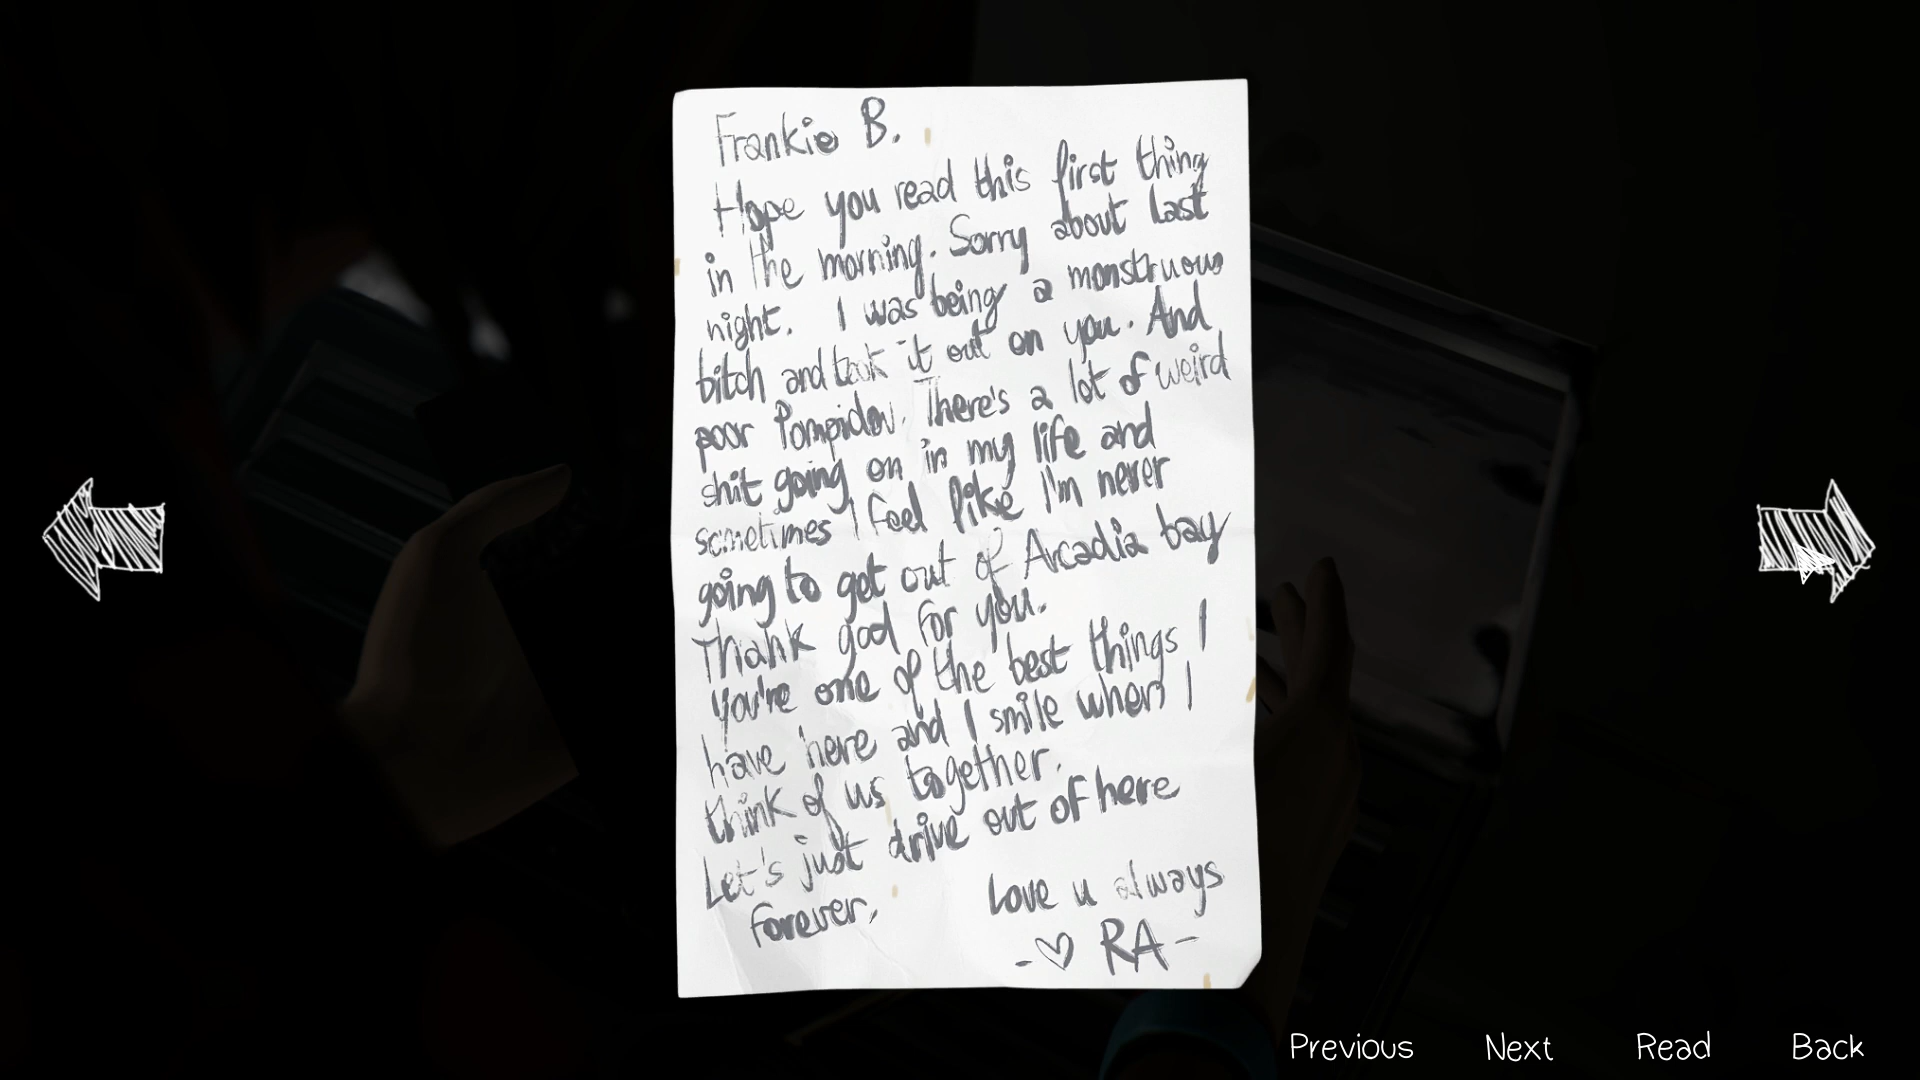 Frankie B.
Hope you read this first thing
in the morning. Sorry about last
night. I was being a monstruous
bitch and took it out on you. And
poor Pompidou. There's a lot of weird
shit going on in my life and
sometimes I feel like I'm never
going to get out of Arcadia bay
Thank god for you.
You're one of the best things I
have here and I smile when I
think of us together.
Let's just drive out of here
forever.
Love u always
-♡ RA-
Previous Next Read Back